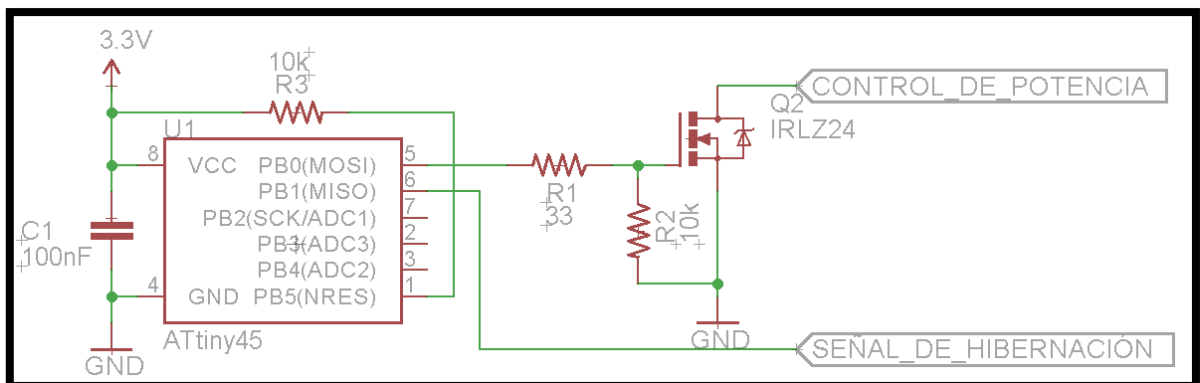 3.3V
10k
R3
U1
8
VCC
PB0(MOSI)
5
PB1(MISO)
6
PB2(SCK/ADC1)
7
PB3(ADC3)
2
PB4(ADC2)
3
4
GND
PB5(NRES)
1
ATtiny45
C1
100nF
GND
R1
33
R2
10k
Q2
IRLZ24
GND
CONTROL_DE_POTENCIA
SEÑAL_DE_HIBERNACIÓN